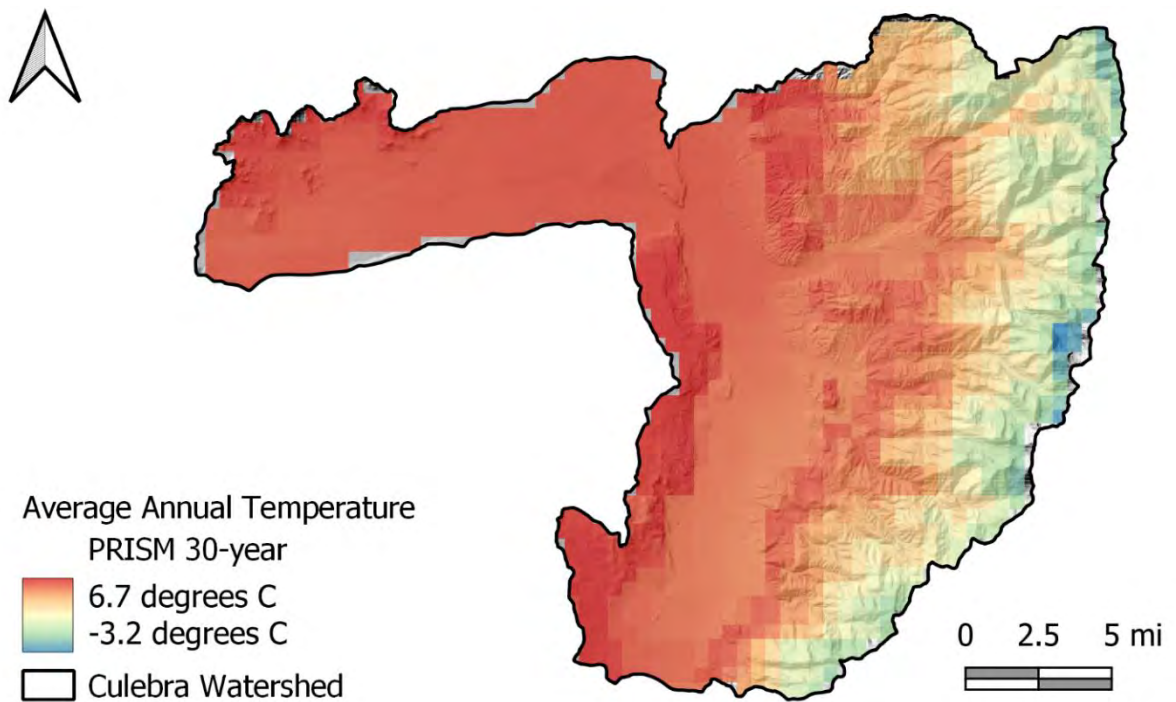 Average Annual Temperature
PRISM 30-year
6.7 degrees C
-3.2 degrees C
Culebra Watershed
0 2.5 5 mi